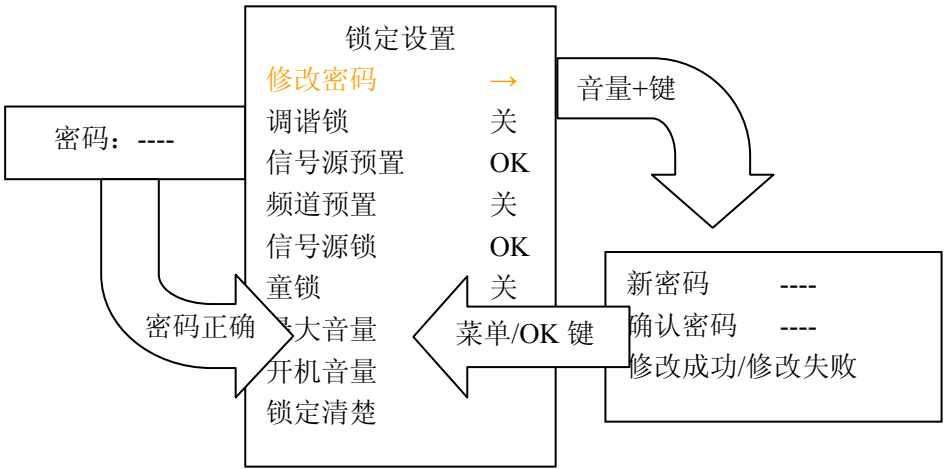 锁定设置
修改密码 →
调谐锁 关
信号源预置 OK
频道预置 关
信号源锁 OK
童锁 关
大音量
开机音量
锁定清楚
密码：----
密码正确
音量+键
新密码 ----
确认密码 ----
修改成功/修改失败
菜单/OK 键